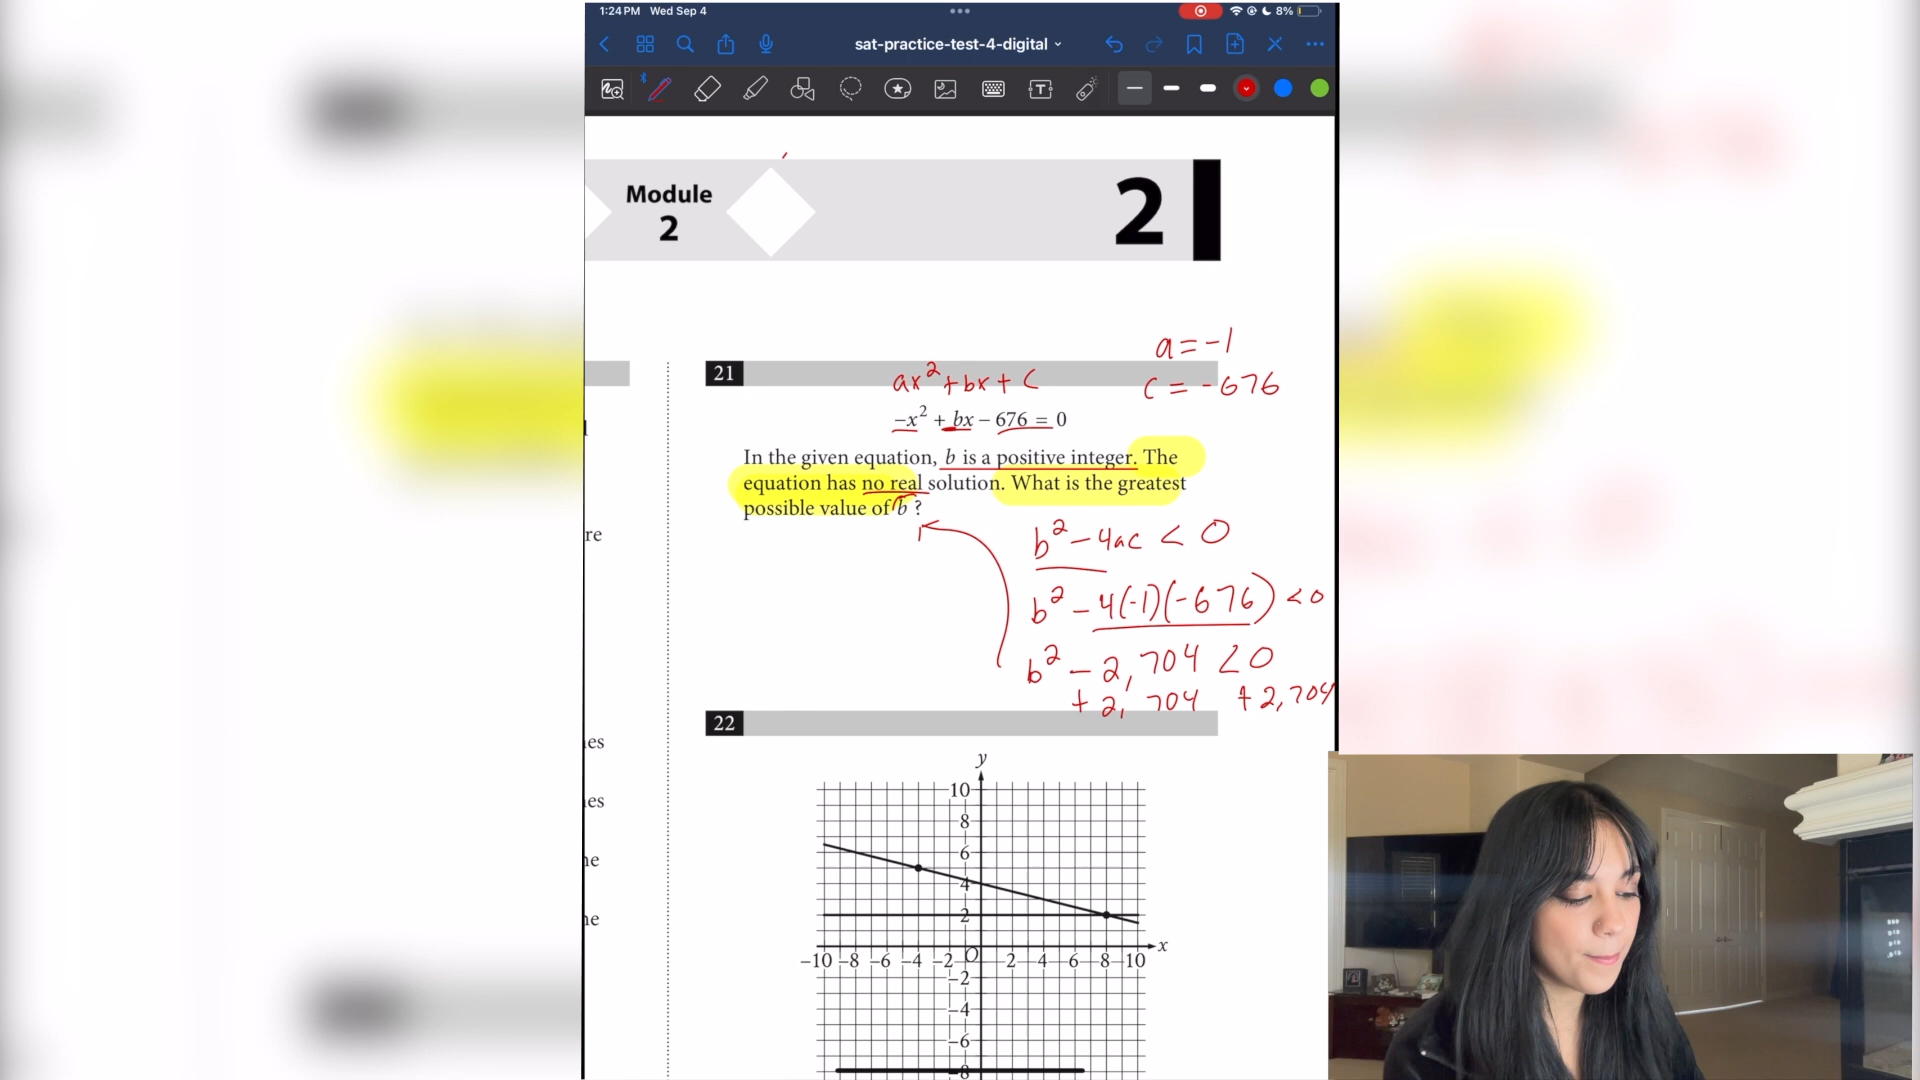 1:24 PM Wed Sep 4
8%
sat-practice-test-4-digital
Module
2
2
re
es
es
ne
ne
21
ax² + bx + c
a = -1
c = -676
−x² + bx − 676 = 0
In the given equation, b is a positive integer. The
equation has no real solution. What is the greatest
possible value of b ?
b² - 4ac < 0
b² - 4(-1)(-676) < 0
b² - 2,704 < 0
+ 2,704 + 2,704
22
y
10
8
6
4
2
x
−10 −8 −6 −4 −2 O 2 4 6 8 10
−2
−4
−6
−8